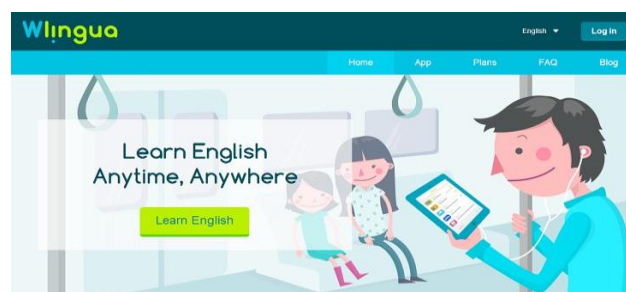 Wlingua
English
Log in
Home App Plans FAQ Blog
Learn English
Anytime, Anywhere
Learn English